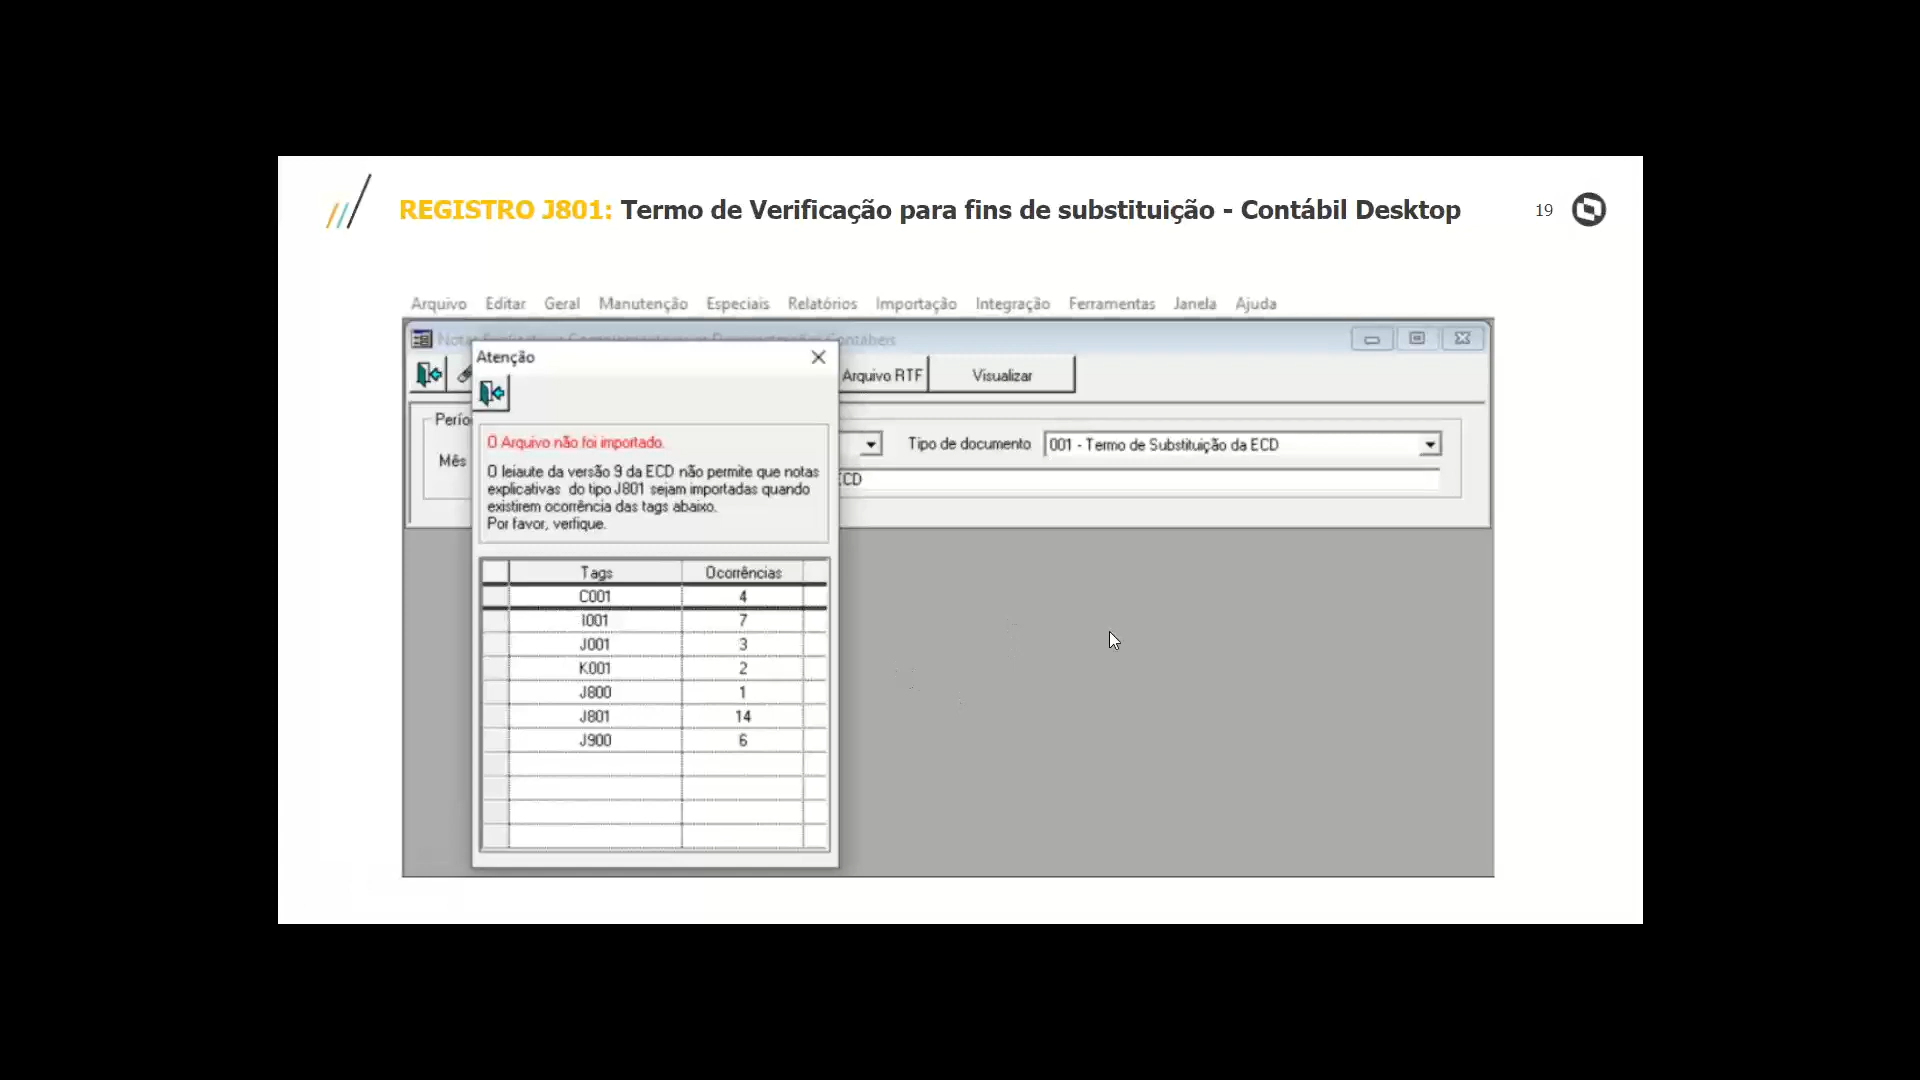 REGISTRO J801: Termo de Verificação para fins de substituição - Contábil Desktop
19
Arquivo Editar Geral Manutenção Especiais Relatórios Importação Integração Ferramentas Janela Ajuda
Atenção
Arquivo RTF
Visualizar
Mês
Tipo de documento
001 - Termo de Substituição da ECD
O Arquivo não foi importado.
O leiaute da versão 9 da ECD não permite que notas
explicativas do tipo J801 sejam importadas quando
existirem ocorrência das tags abaixo.
Por favor, verifique.
Tags Ocorrências
C001 4
I001 7
J001 3
K001 2
J800 1
J801 14
J900 6